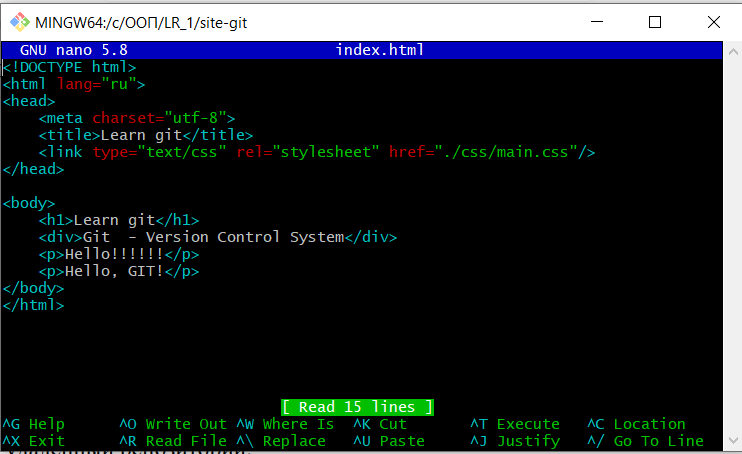 MINGW64:/c/ООП/LR_1/site-git
GNU nano 5.8 index.html
<!DOCTYPE html>
<html lang="ru">
<head>
    <meta charset="utf-8">
    <title>Learn git</title>
    <link type="text/css" rel="stylesheet" href="./css/main.css"/>
</head>

<body>
    <h1>Learn git</h1>
    <div>Git  - Version Control System</div>
    <p>Hello!!!!!!</p>
    <p>Hello, GIT!</p>
</body>
</html>
[ Read 15 lines ]
^G Help ^O Write Out ^W Where Is ^K Cut ^T Execute ^C Location
^X Exit ^R Read File ^\ Replace ^U Paste ^J Justify ^/ Go To Line